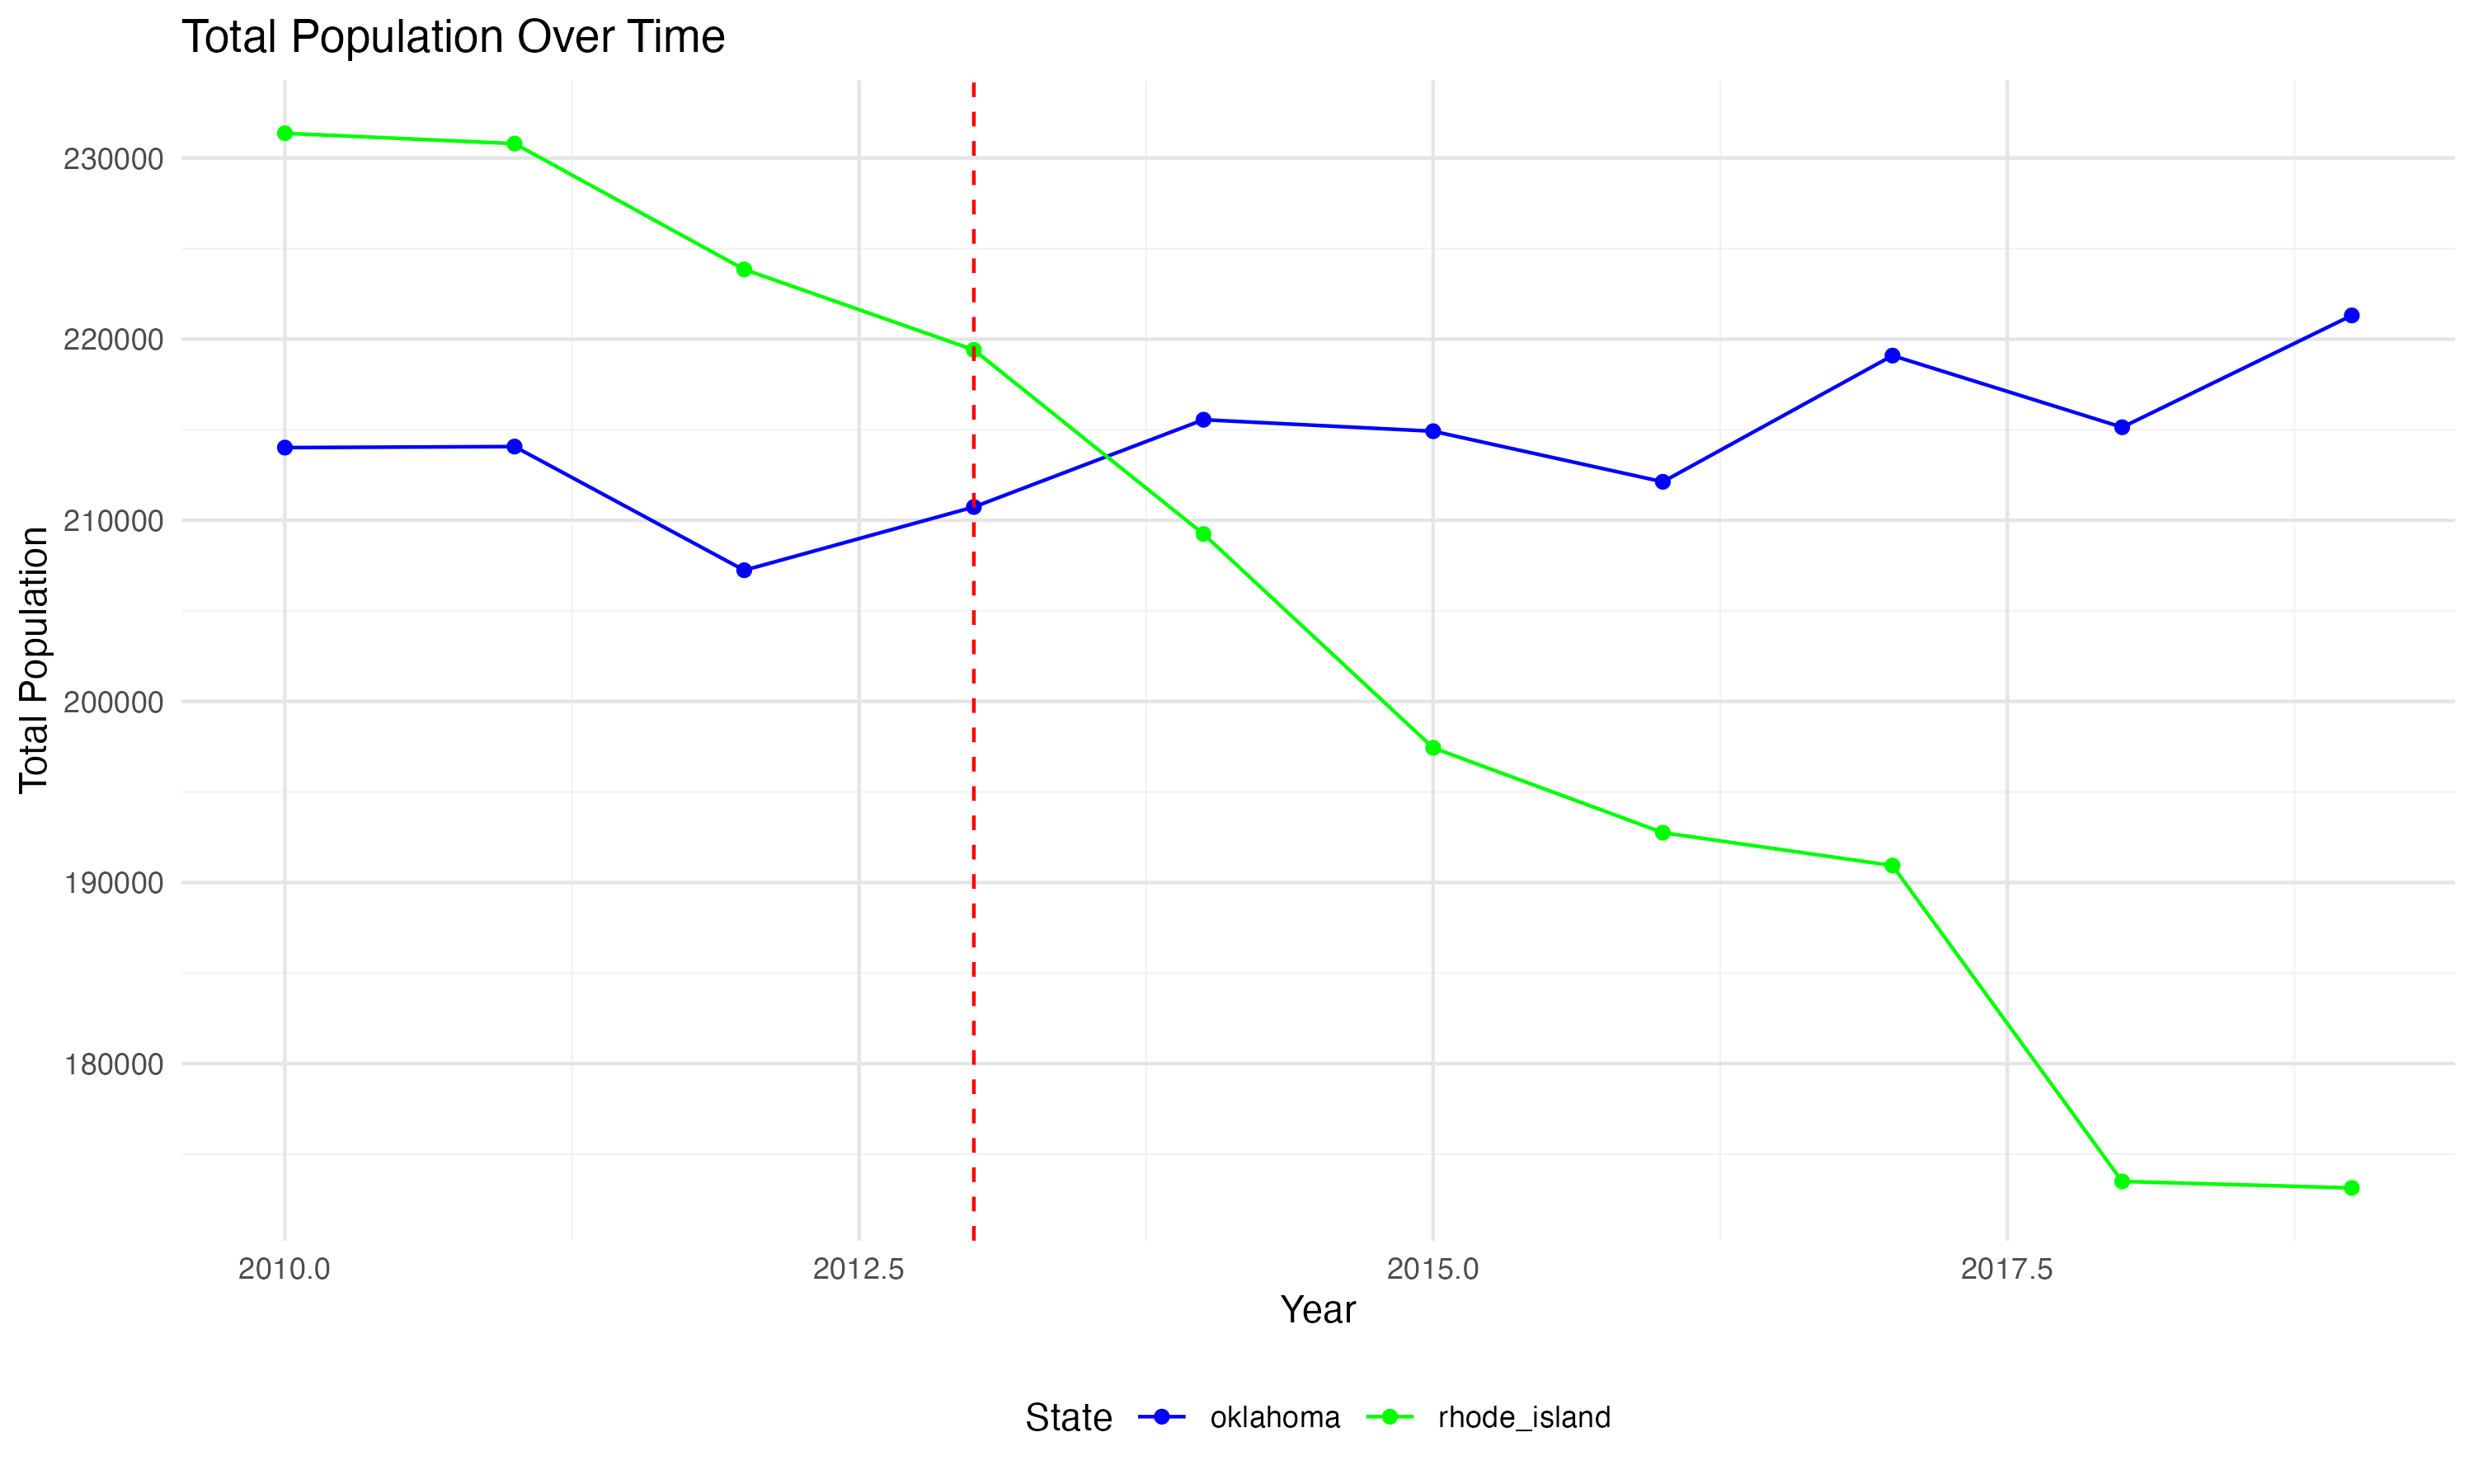 Total Population Over Time
Total Population
230000
220000
210000
200000
190000
180000
2010.0 2012.5 2015.0 2017.5
Year
State oklahoma rhode_island